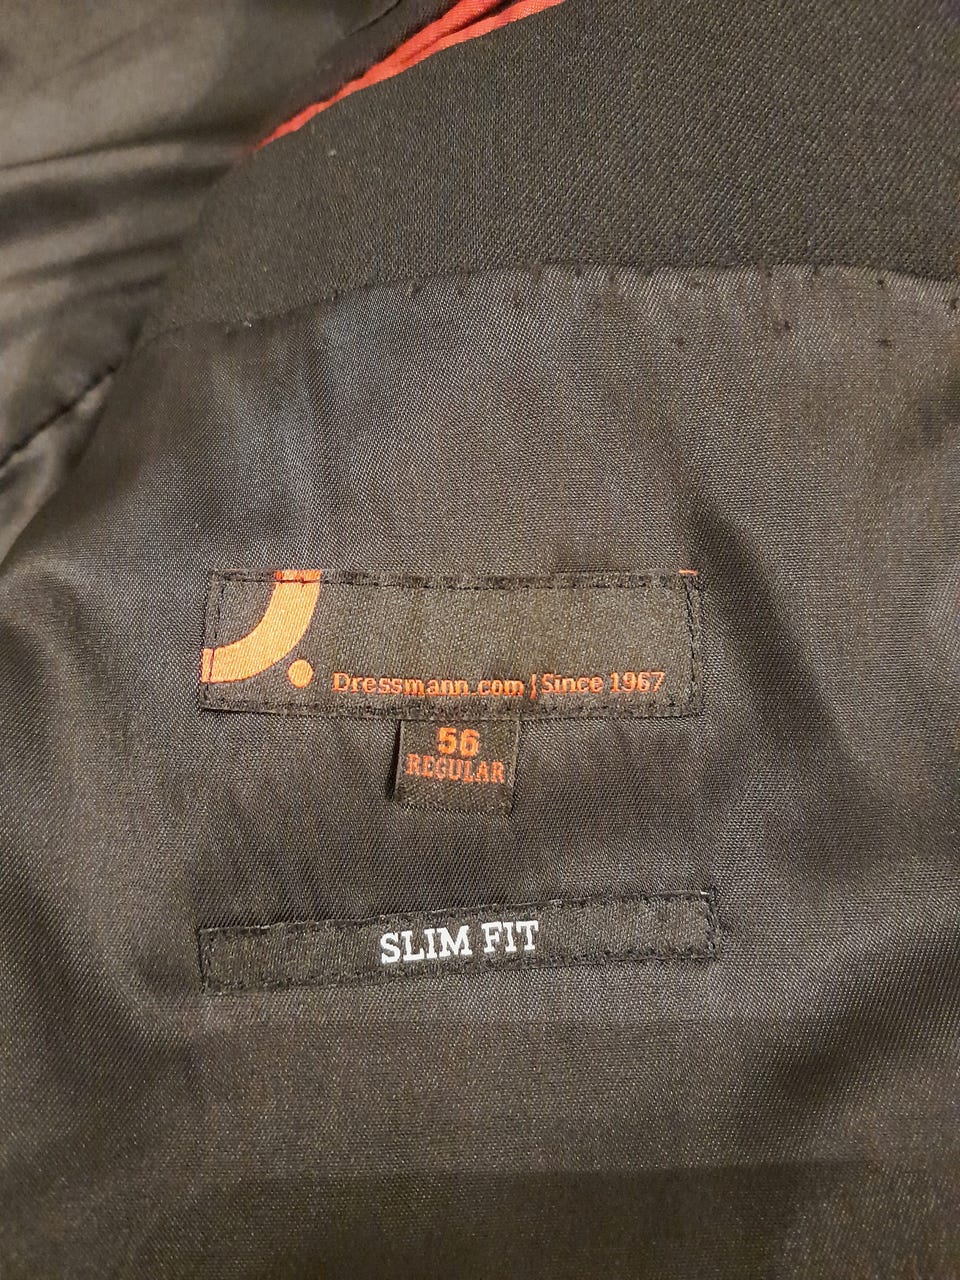 Dressmann.com | Since 1967
56
REGULAR
SLIM FIT